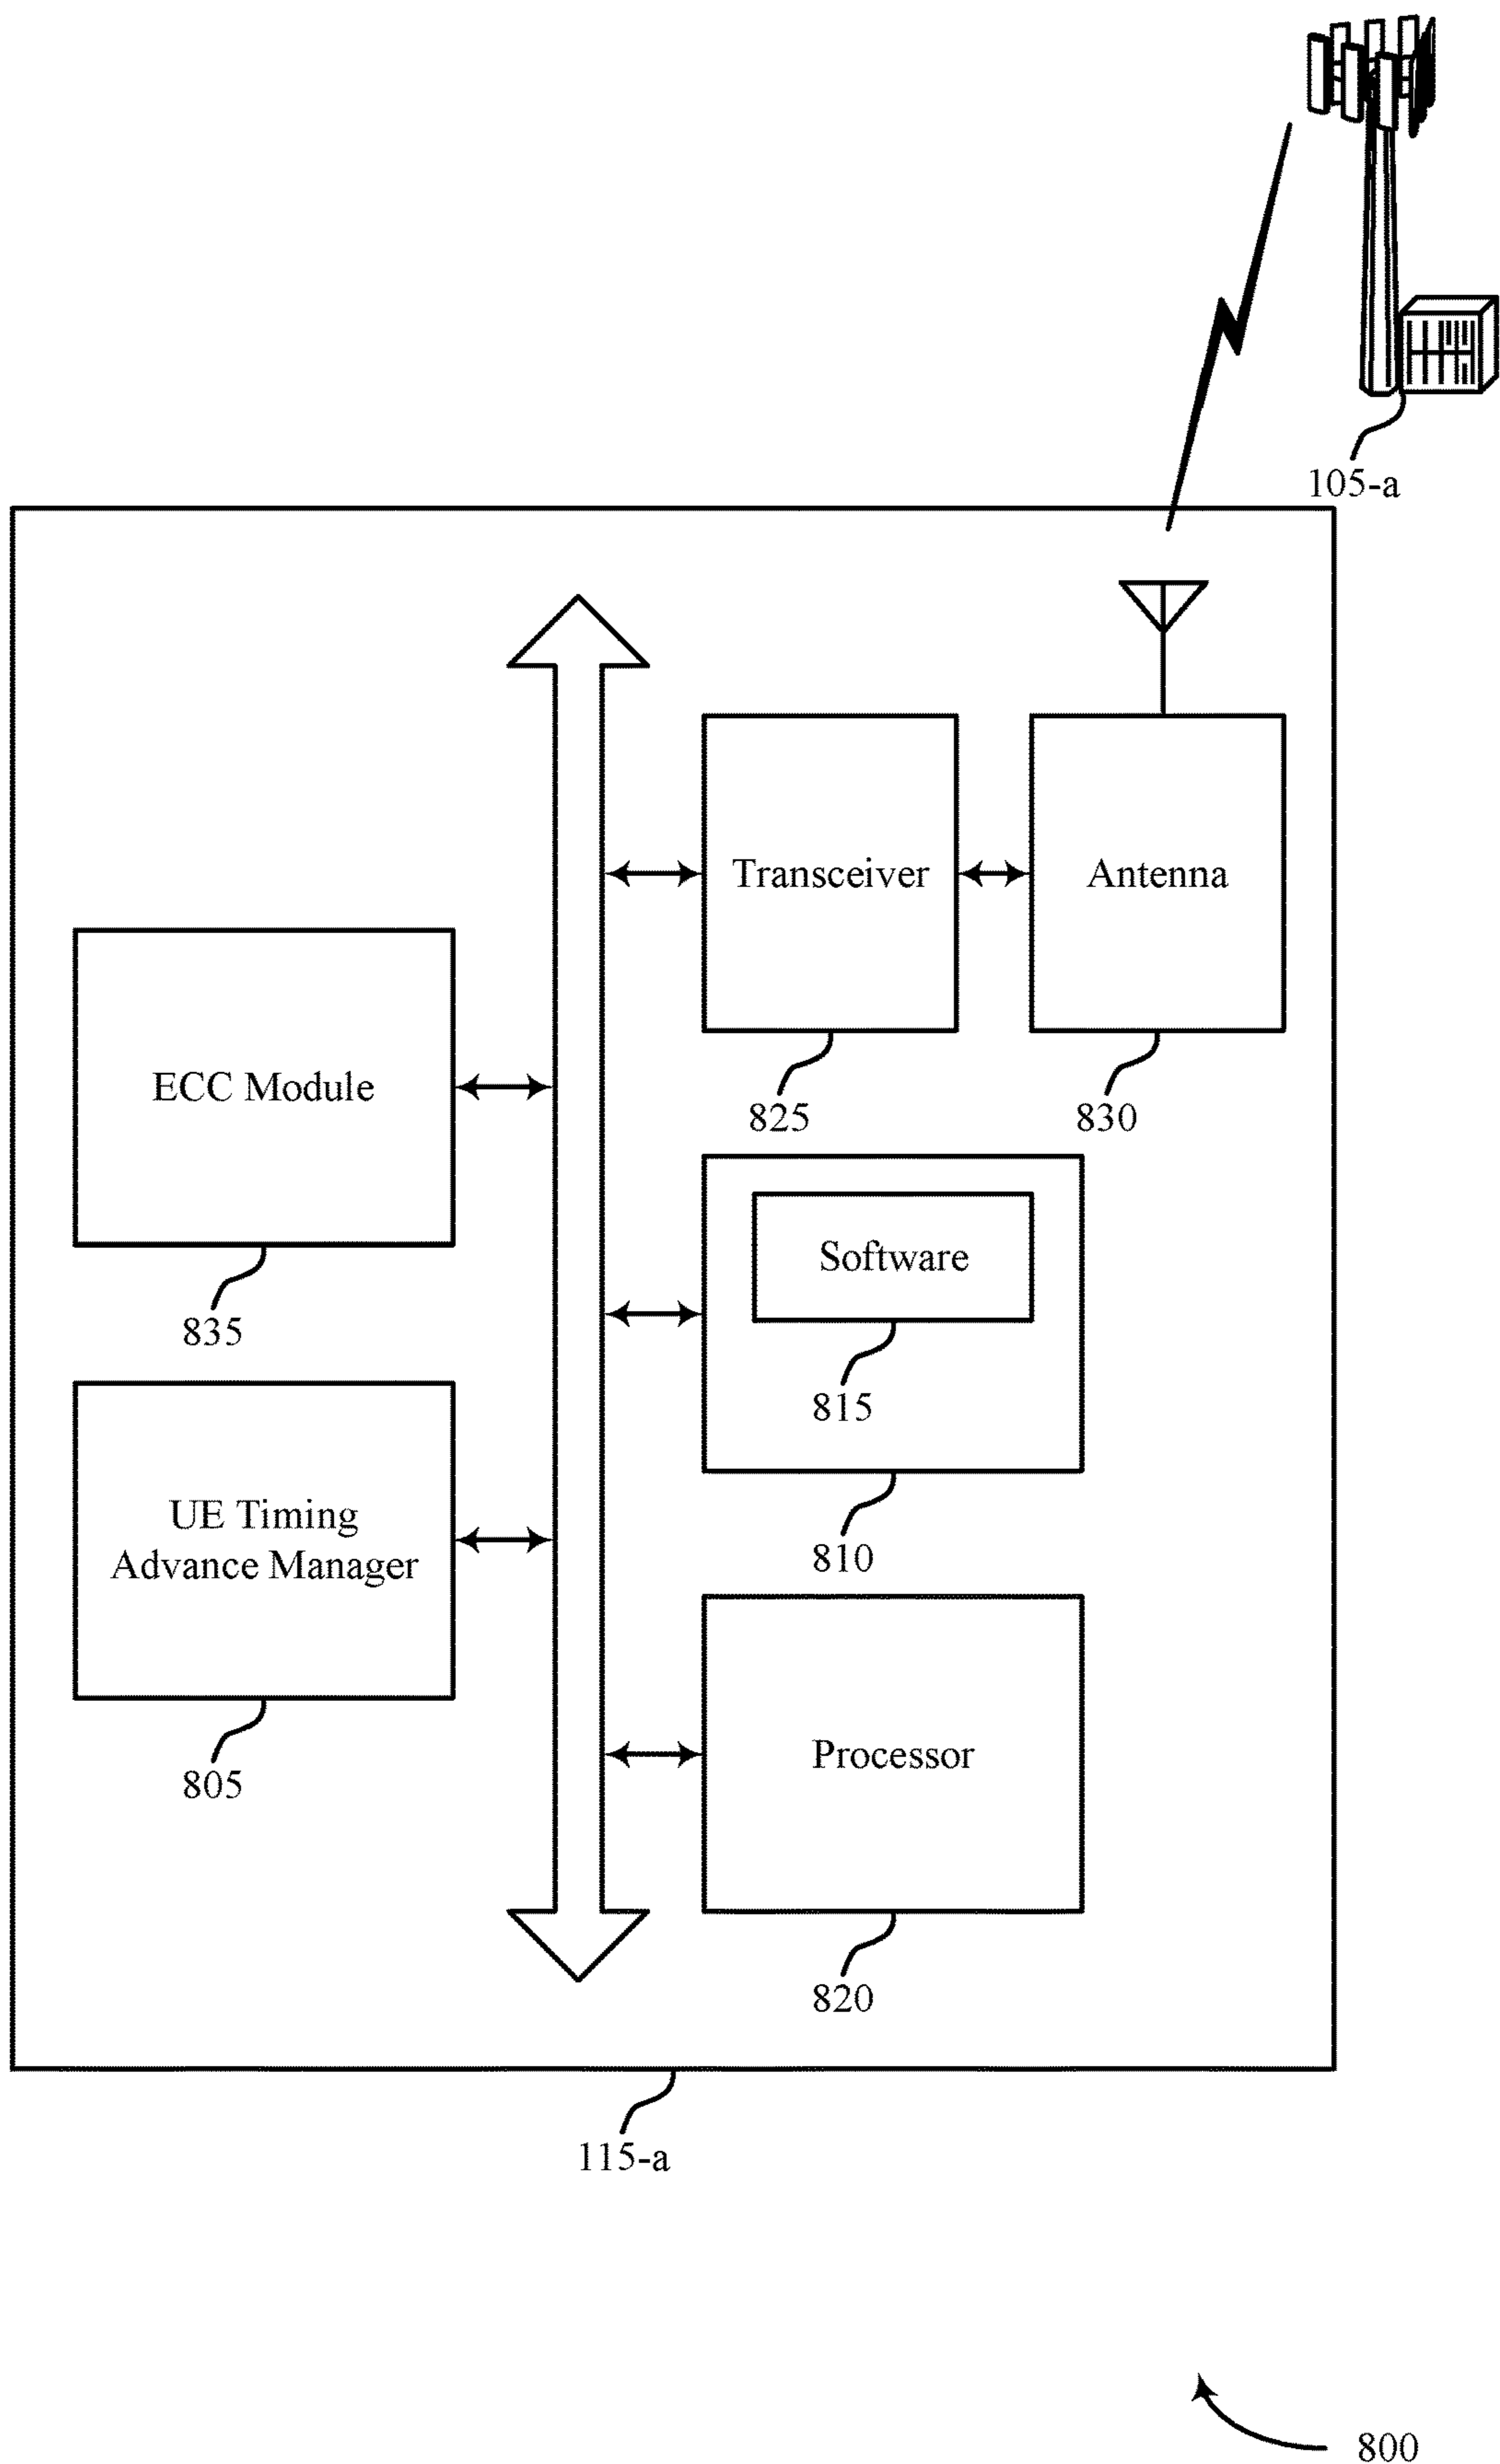 105-a
Transceiver
Antenna
825
830
ECC Module
835
Software
815
810
UE Timing
Advance Manager
805
Processor
820
115-a
800